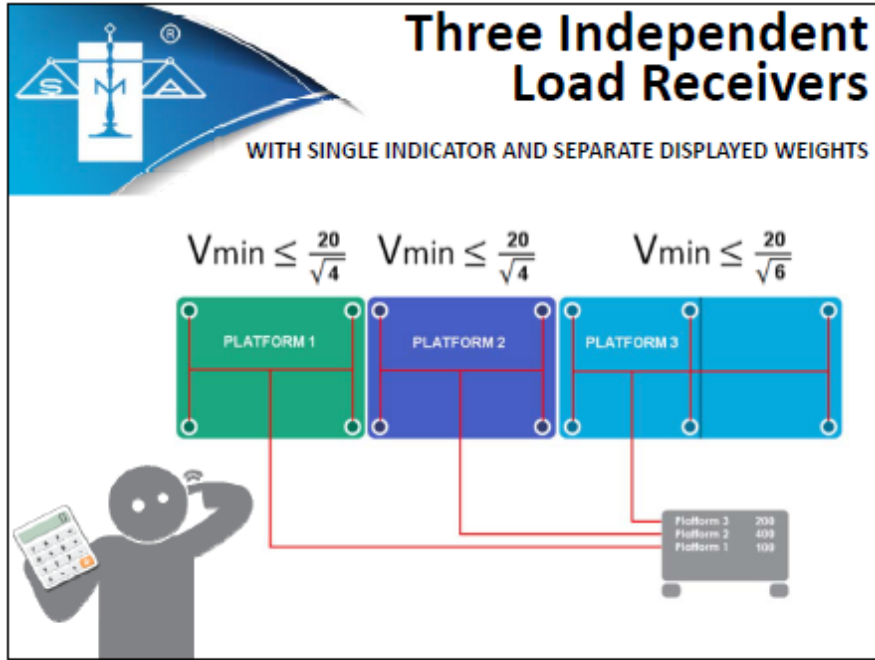 ®
S M A
Three Independent
Load Receivers
WITH SINGLE INDICATOR AND SEPARATE DISPLAYED WEIGHTS
Vmin ≤ 20/√4 Vmin ≤ 20/√4 Vmin ≤ 20/√6
PLATFORM 1 PLATFORM 2 PLATFORM 3
Platform 3 200
Platform 2 400
Platform 1 100
0